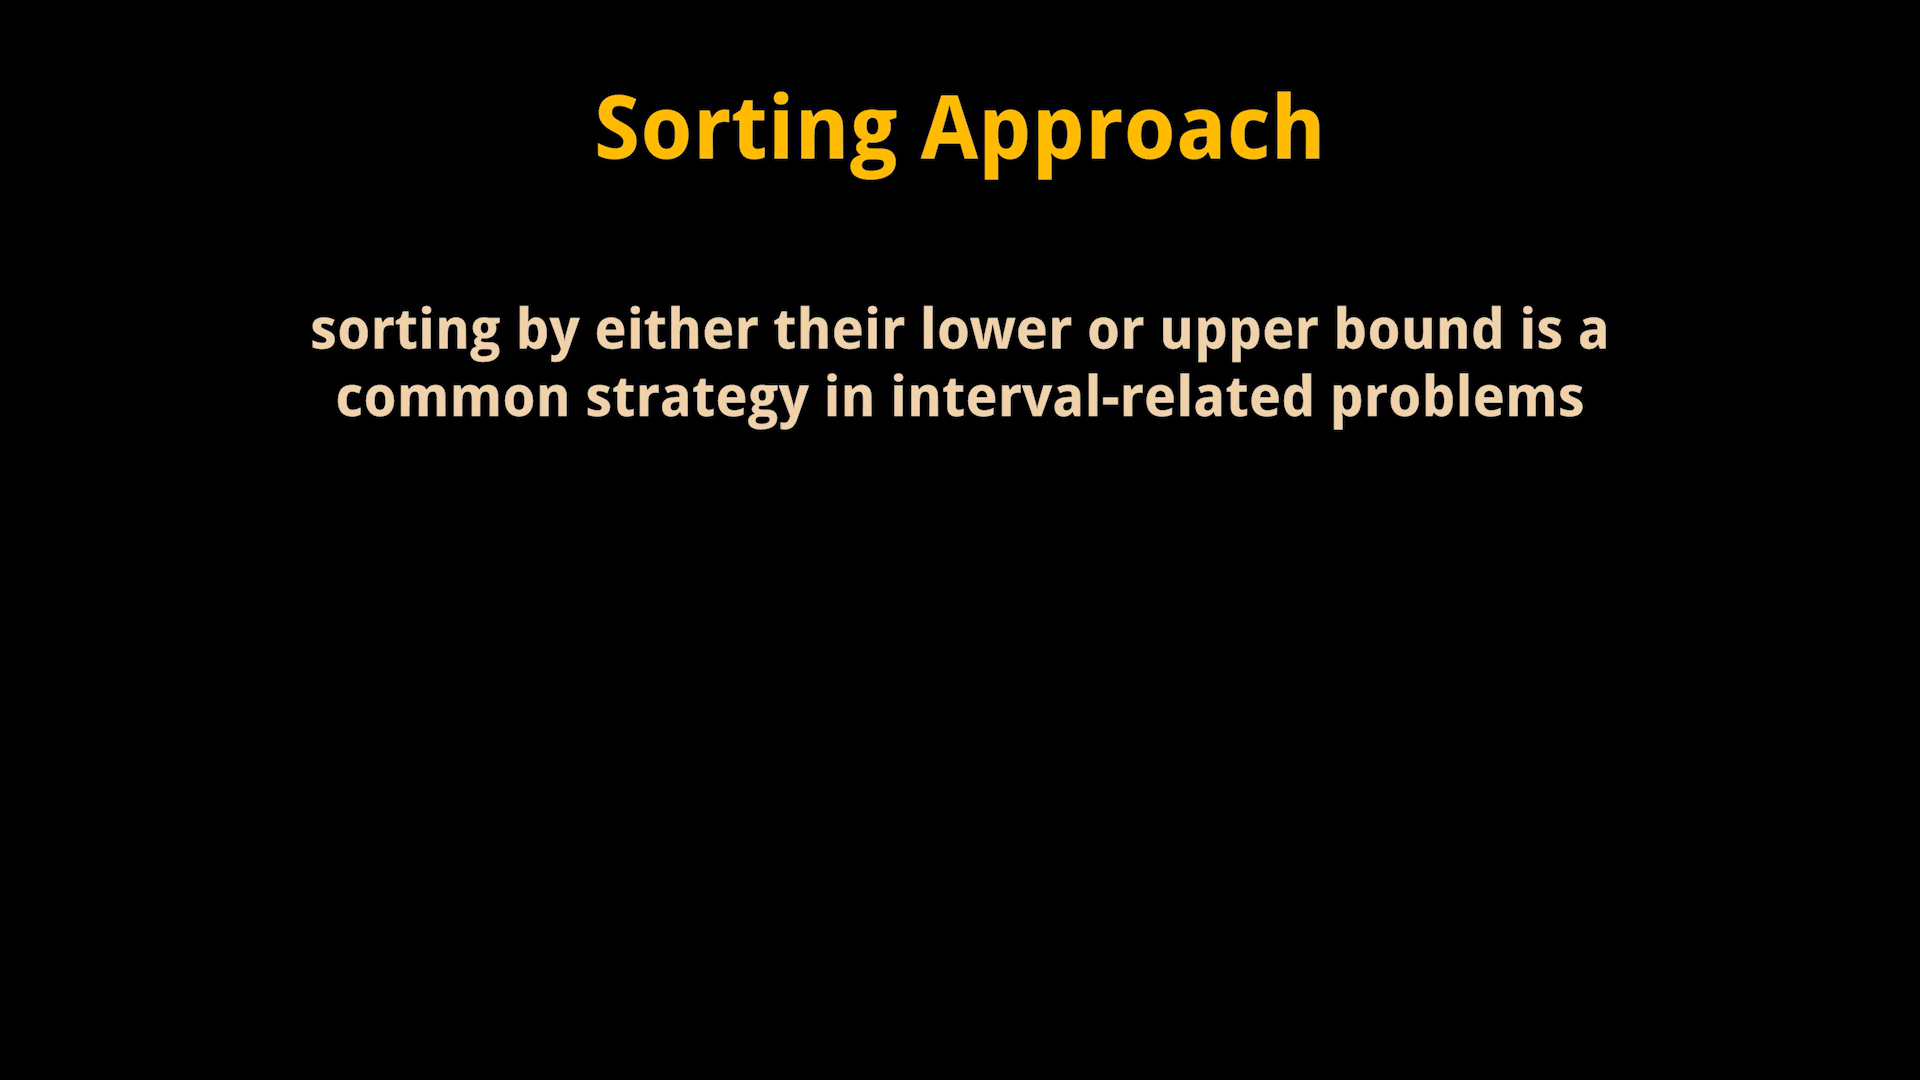 Sorting Approach
sorting by either their lower or upper bound is a
common strategy in interval-related problems